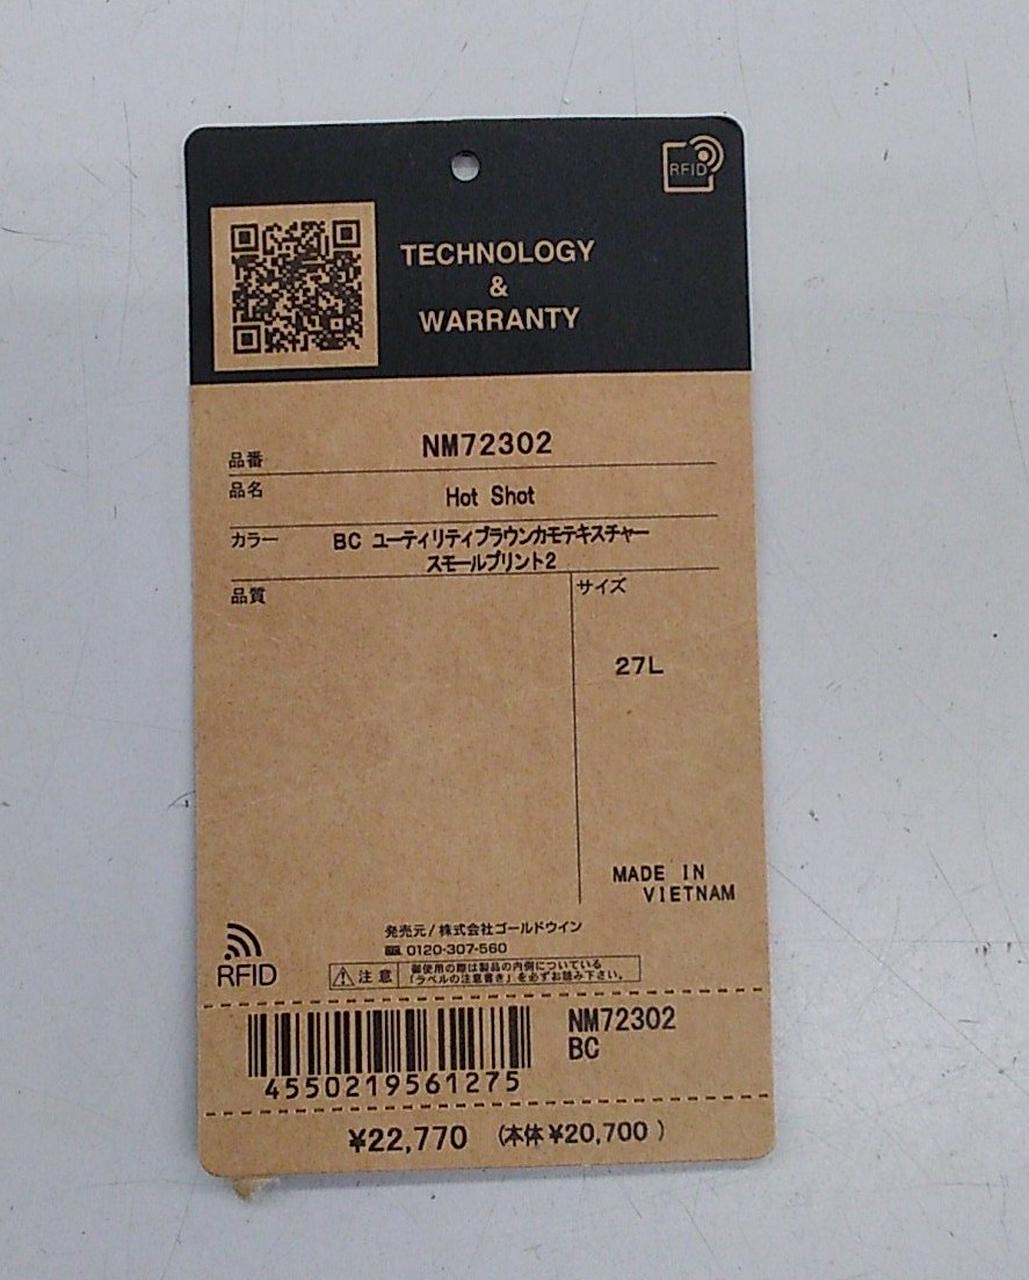 RFID
TECHNOLOGY
&
WARRANTY
品番 NM72302
品名 Hot Shot
カラー BC ユーティリティブラウンカモテキスチャー
スモールプリント2
品質
サイズ
27L
MADE IN
VIETNAM
発売元/株式会社ゴールドウイン
0120-307-560
RFID
注意 御使用の際は製品の内側についている
「ラベルの注意書き」を必ずお読み下さい。
NM72302
BC
4550219561275
¥22,770 (本体¥20,700)